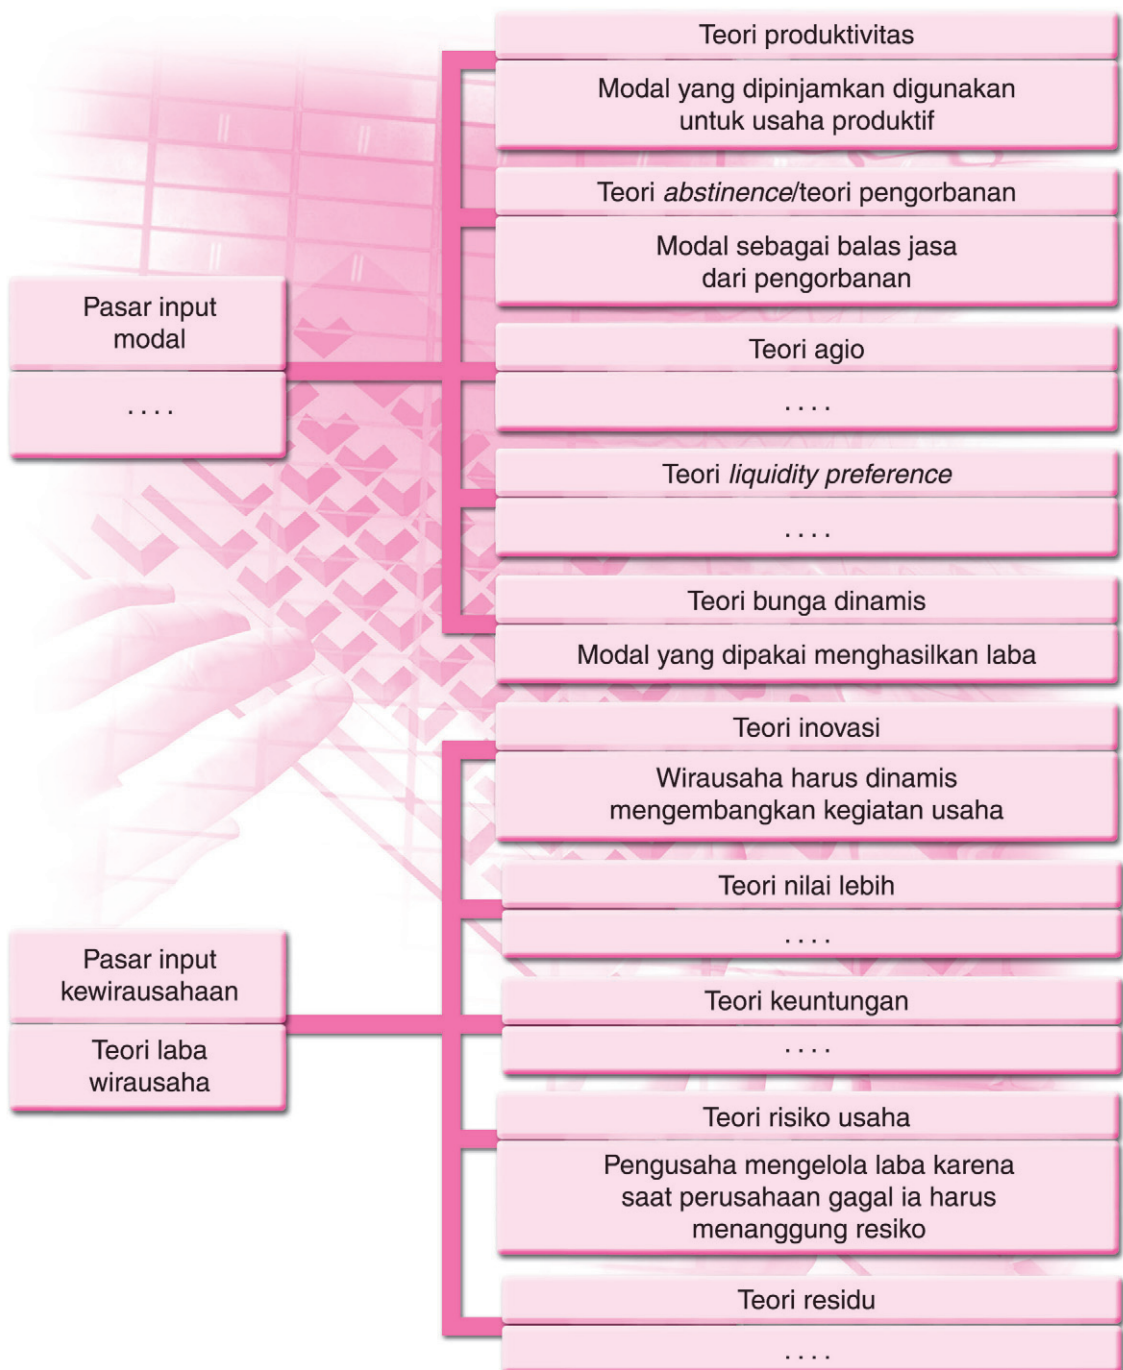 Teori produktivitas
Modal yang dipinjamkan digunakan
untuk usaha produktif
Teori abstinence/teori pengorbanan
Modal sebagai balas jasa
dari pengorbanan
Pasar input
modal
. . . .
Teori agio
. . . .
Teori liquidity preference
. . . .
Teori bunga dinamis
Modal yang dipakai menghasilkan laba
Teori inovasi
Wirausaha harus dinamis
mengembangkan kegiatan usaha
Teori nilai lebih
. . . .
Pasar input
kewirausahaan
Teori laba
wirausaha
Teori keuntungan
. . . .
Teori risiko usaha
Pengusaha mengelola laba karena
saat perusahaan gagal ia harus
menanggung resiko
Teori residu
. . . .